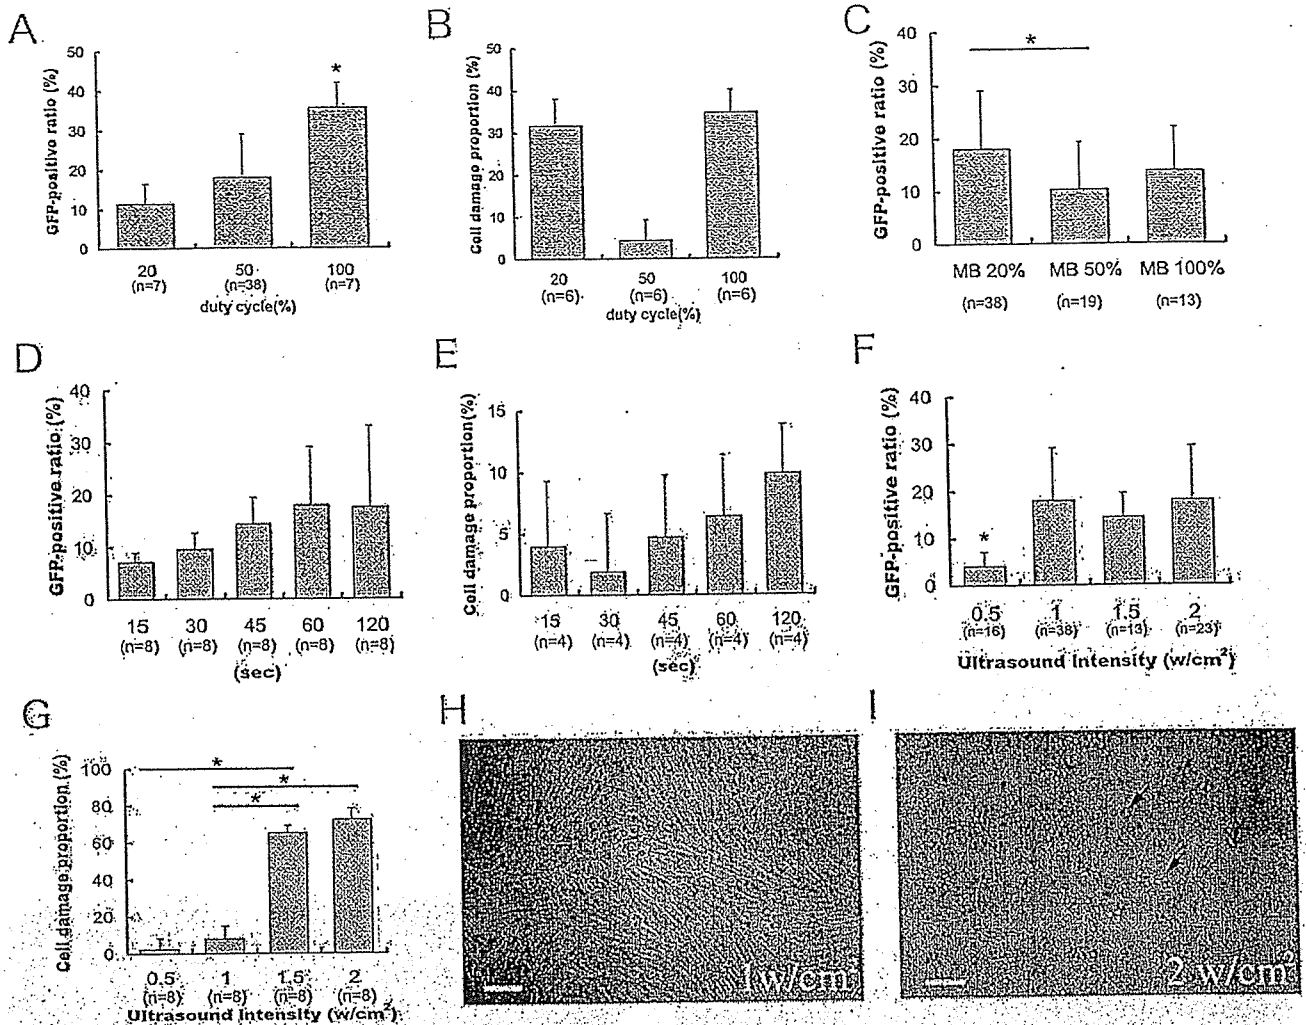 A
GFP-positive ratio (%)
50
40
30
20
10
0
*
20
50
100
(n=7)
(n=38)
(n=7)
duty cycle(%)
B
Cell damage proportion (%)
50
40
30
20
10
0
20
50
100
(n=6)
(n=6)
(n=6)
duty cycle(%)
C
GFP-positive ratio (%)
40
30
20
10
0
*
MB 20% MB 50% MB 100%
(n=38)
(n=19)
(n=13)
D
GFP-positive ratio (%)
40
30
20
10
0
15
30
45
60
120
(n=8)
(n=8)
(n=8)
(n=8)
(n=8)
(sec)
E
Cell damage proportion(%)
15
10
5
0
15
30
45
60
120
(n=4)
(n=4)
(n=4)
(n=4)
(n=4)
(sec)
F
GFP-positive ratio (%)
40
30
20
10
0
*
0.5
1
1.5
2
(n=16)
(n=38)
(n=13)
(n=23)
Ultrasound Intensity (w/cm²)
G
Cell damage proportion (%)
100
80
60
40
20
0
*
*
*
0.5
1
1.5
2
(n=8)
(n=8)
(n=8)
(n=8)
Ultrasound Intensity (w/cm²)
H
1w/cm²
I
2 w/cm²